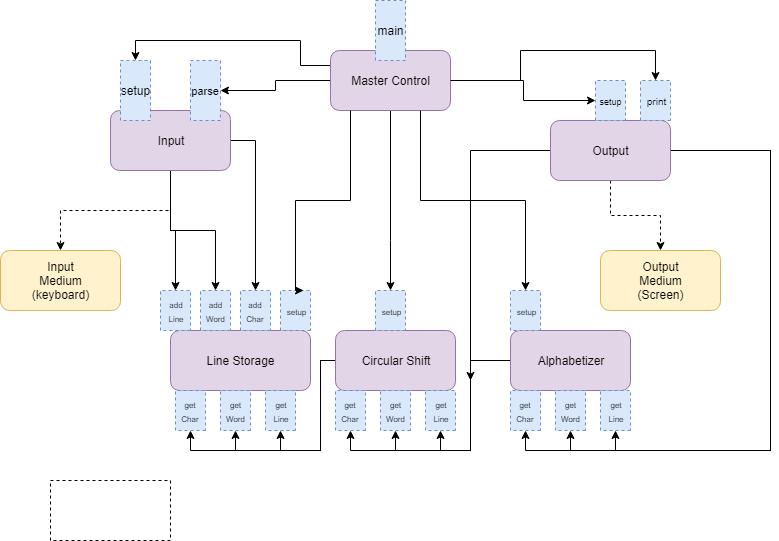 main
Master Control
setup
parse
Input
setup
print
Output
Input
Medium
(keyboard)
Output
Medium
(Screen)
add
Line
add
Word
add
Char
setup
setup
setup
Line Storage
Circular Shift
Alphabetizer
get
Char
get
Word
get
Line
get
Char
get
Word
get
Line
get
Char
get
Word
get
Line